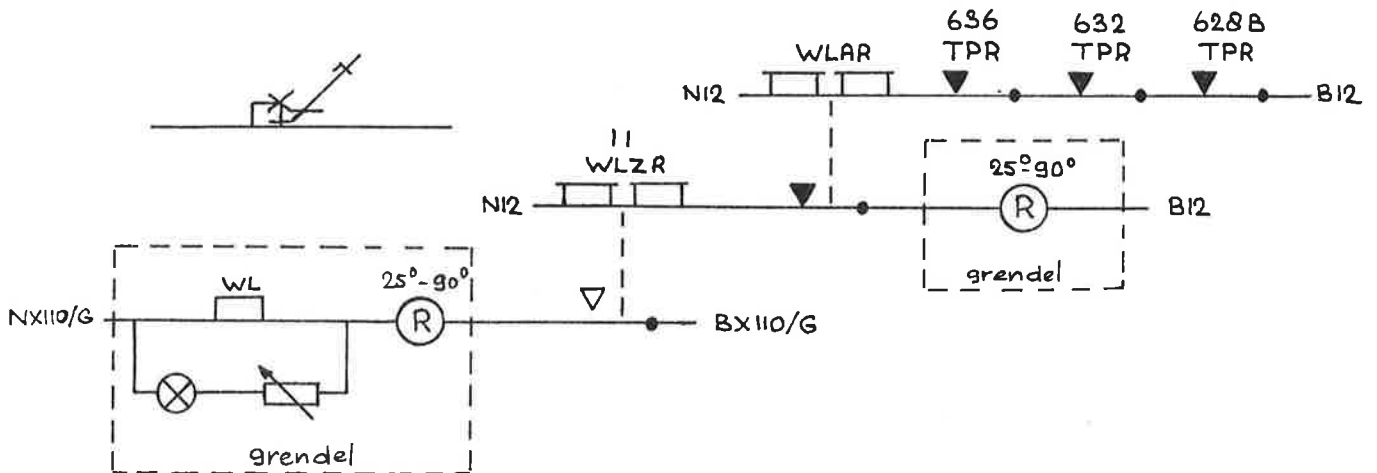 636 632 628B
WLAR TPR TPR TPR
N12 B12
11
WLZR 25°-90°
N12 R B12
grendel
WL 25°-90°
NX110/G R BX110/G
grendel